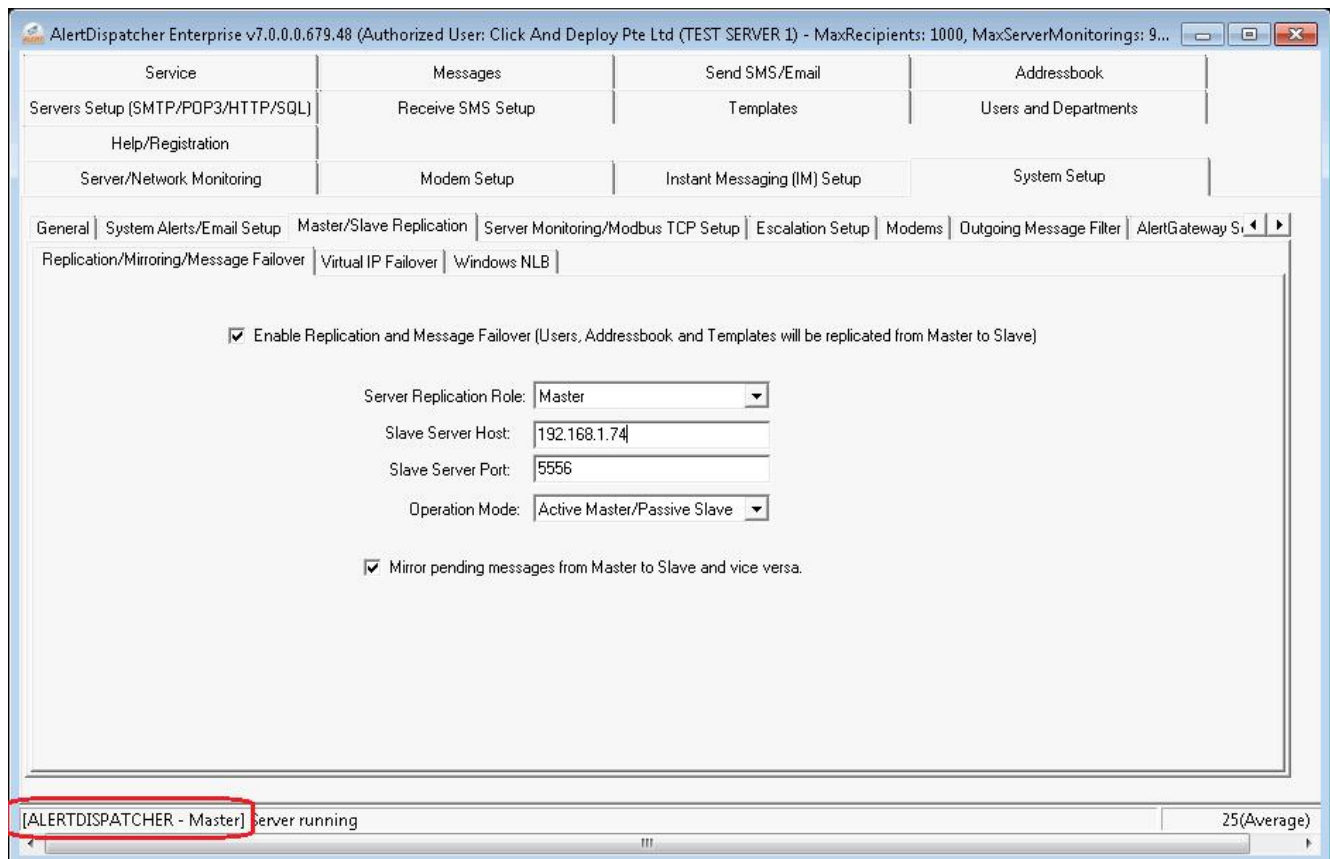 AlertDispatcher Enterprise v7.0.0.0.679.48 (Authorized User: Click And Deploy Pte Ltd (TEST SERVER 1) - MaxRecipients: 1000, MaxServerMonitorings: 9...
Service Messages Send SMS/Email Addressbook
Servers Setup (SMTP/POP3/HTTP/SQL) Receive SMS Setup Templates Users and Departments
Help/Registration
Server/Network Monitoring Modem Setup Instant Messaging (IM) Setup System Setup
General System Alerts/Email Setup Master/Slave Replication Server Monitoring/Modbus TCP Setup Escalation Setup Modems Outgoing Message Filter AlertGateway S
Replication/Mirroring/Message Failover Virtual IP Failover Windows NLB
Enable Replication and Message Failover (Users, Addressbook and Templates will be replicated from Master to Slave)
Server Replication Role: Master
Slave Server Host: 192.168.1.74
Slave Server Port: 5556
Operation Mode: Active Master/Passive Slave
Mirror pending messages from Master to Slave and vice versa.
[ALERTDISPATCHER - Master] Server running 25(Average)